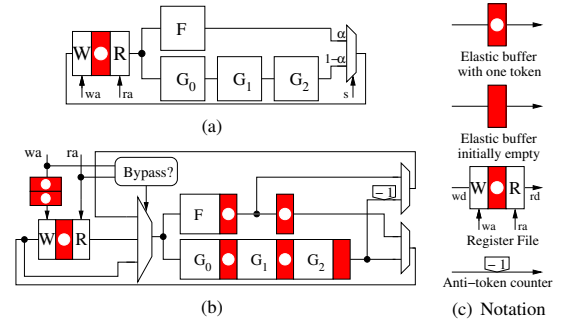 F
α
W R
G0 G1 G2
1−α
wa ra
s
(a)
wa ra
Bypass?
- 1
W R
F
G0 G1 G2
(b)
Elastic buffer
with one token
Elastic buffer
initially empty
wd W R rd
wa ra
Register File
- 1
Anti-token counter
(c) Notation